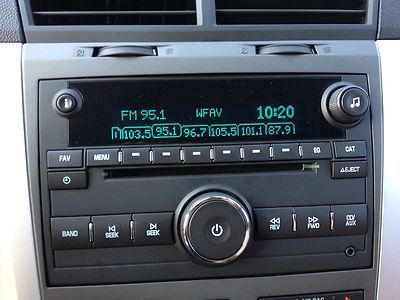 FM 95.1 WFAV 10:20
1 103.5 95.1 96.7 105.5 101.1 87.9
FAV MENU EQ CAT
EJECT
BAND SEEK SEEK REV FWD CD/
AUX